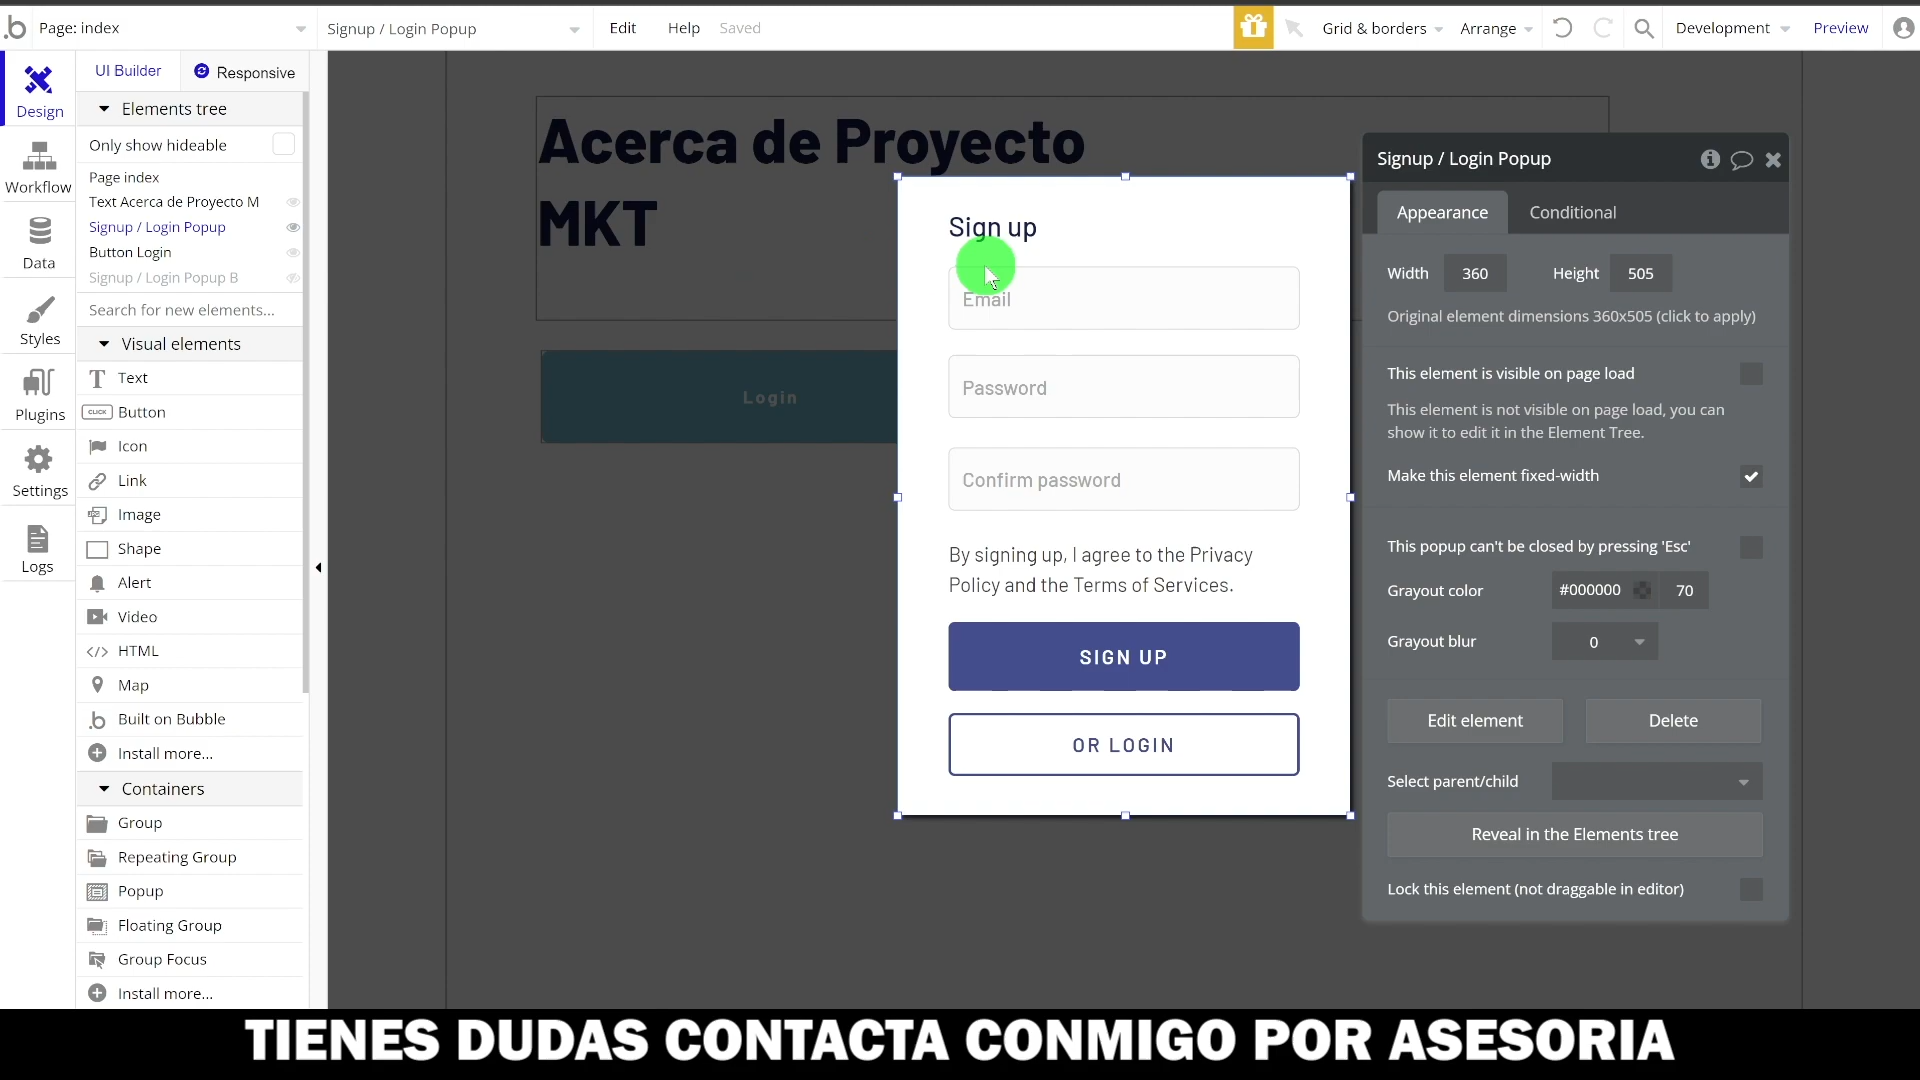 Page: index
Signup / Login Popup
Edit
Help
Saved
Grid & borders
Arrange
Development
Preview
Design
Workflow
Data
Styles
Plugins
Settings
Logs
UI Builder
Responsive
Elements tree
Only show hideable
Page index
Text Acerca de Proyecto M
Signup / Login Popup
Button Login
Signup / Login Popup B
Search for new elements...
Visual elements
Text
CLICK
Button
Icon
Link
Image
Shape
Alert
Video
</> HTML
Map
Built on Bubble
Install more...
Containers
Group
Repeating Group
Popup
Floating Group
Group Focus
Install more...
Acerca de Proyecto
MKT
Login
Sign up
Email
Password
Confirm password
By signing up, I agree to the Privacy
Policy and the Terms of Services.
SIGN UP
OR LOGIN
Signup / Login Popup
Appearance
Conditional
Width 360
Height 505
Original element dimensions 360x505 (click to apply)
This element is visible on page load
This element is not visible on page load, you can
show it to edit it in the Element Tree.
Make this element fixed-width
This popup can't be closed by pressing 'Esc'
Grayout color #000000 70
Grayout blur 0
Edit element
Delete
Select parent/child
Reveal in the Elements tree
Lock this element (not draggable in editor)
TIENES DUDAS CONTACTA CONMIGO POR ASESORIA